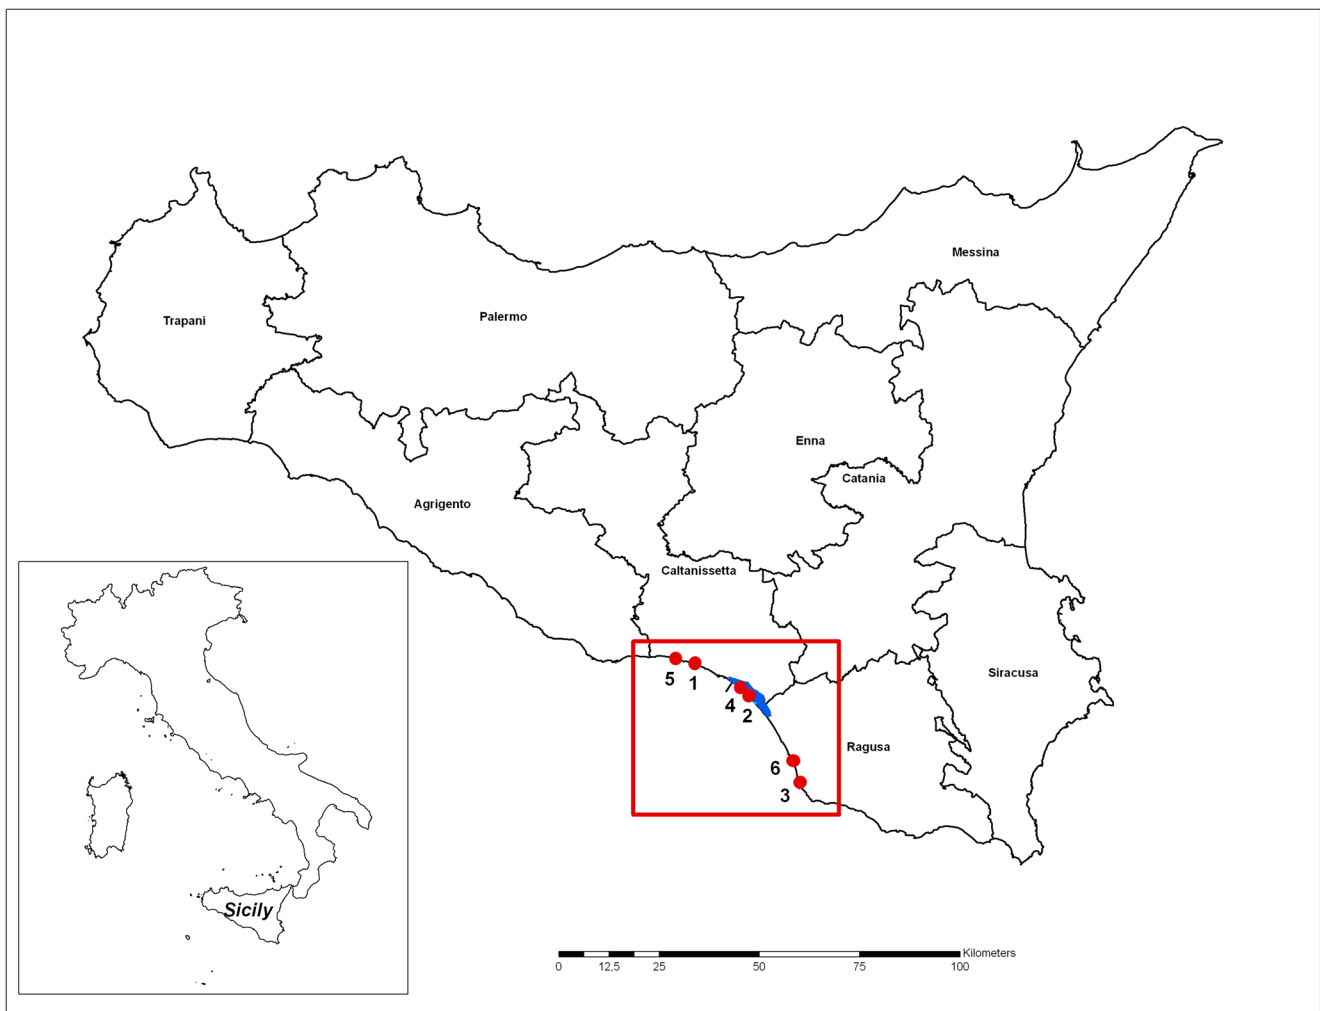 Messina
Trapani
Palermo
Enna
Catania
Agrigento
Caltanissetta
Siracusa
5
1
4
2
Ragusa
6
3
Sicily
Kilometers
0 12,5 25 50 75 100